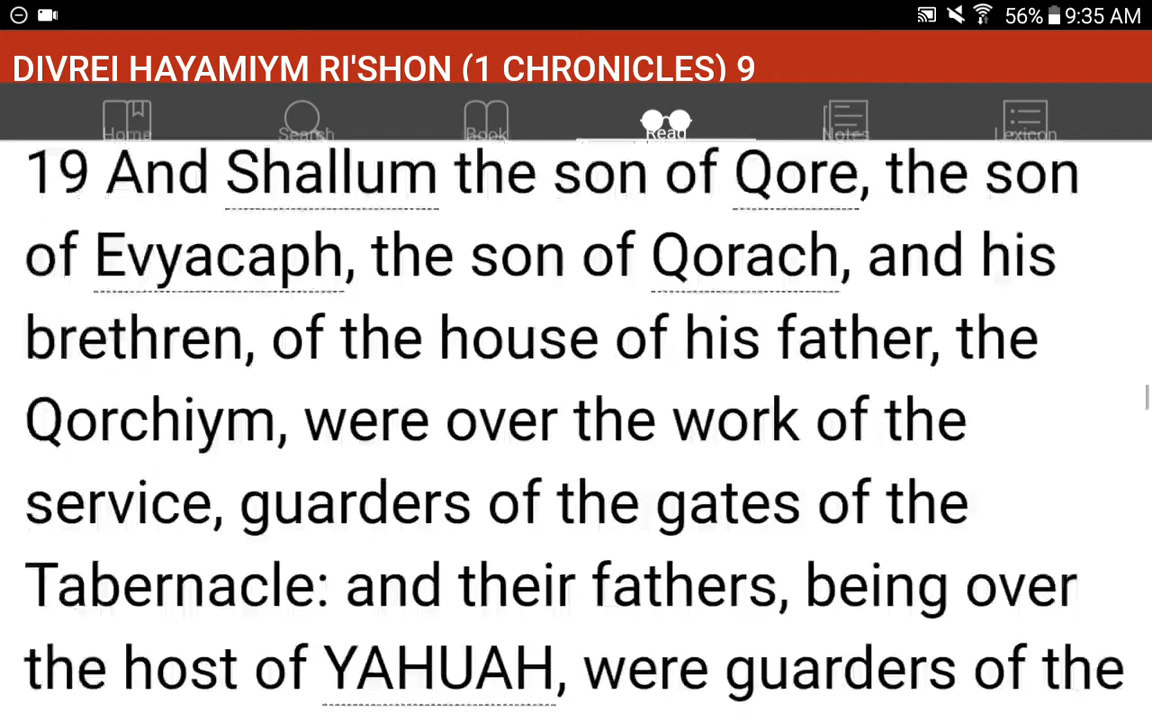 56% 9:35 AM
DIVREI HAYAMIYM RI'SHON (1 CHRONICLES) 9
Home Search Book Read Notes Lexicon
19 And Shallum the son of Qore, the son
of Evyacaph, the son of Qorach, and his
brethren, of the house of his father, the
Qorchiym, were over the work of the
service, guarders of the gates of the
Tabernacle: and their fathers, being over
the host of YAHUAH, were guarders of the